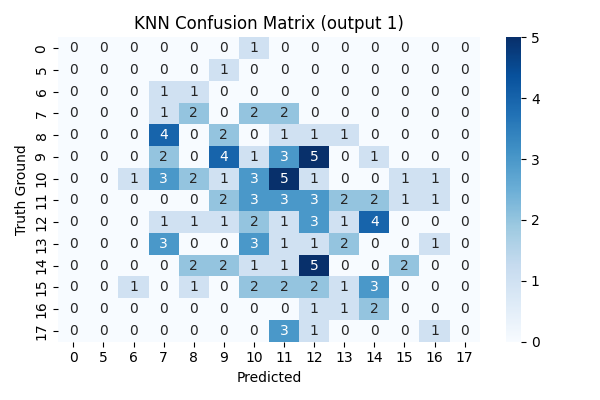 KNN Confusion Matrix (output 1)
Truth Ground
0 0 0 0 0 0 0 1 0 0 0 0 0 0 0
5 0 0 0 0 0 1 0 0 0 0 0 0 0 0
6 0 0 0 1 1 0 0 0 0 0 0 0 0 0
7 0 0 0 1 2 0 2 2 0 0 0 0 0 0
8 0 0 0 4 0 2 0 1 1 1 0 0 0 0
9 0 0 0 2 0 4 1 3 5 0 1 0 0 0
10 0 0 1 3 2 1 3 5 1 0 0 1 1 0
11 0 0 0 0 0 2 3 3 3 2 2 1 1 0
12 0 0 0 1 1 1 2 1 3 1 4 0 0 0
13 0 0 0 3 0 0 3 1 1 2 0 0 1 0
14 0 0 0 0 2 2 1 1 5 0 0 2 0 0
15 0 0 1 0 1 0 2 2 2 1 3 0 0 0
16 0 0 0 0 0 0 0 0 1 1 2 0 0 0
17 0 0 0 0 0 0 0 3 1 0 0 0 1 0
0 5 6 7 8 9 10 11 12 13 14 15 16 17
Predicted
5
4
3
2
1
0